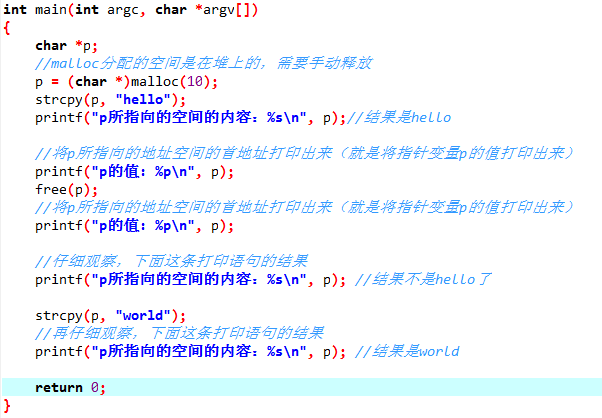 int main(int argc, char *argv[])
{
char *p;
//malloc分配的空间是在堆上的，需要手动释放
p = (char *)malloc(10);
strcpy(p, "hello");
printf("p所指向的空间的内容：%s\n", p);//结果是hello
//将p所指向的地址空间的首地址打印出来（就是将指针变量p的值打印出来）
printf("p的值：%p\n", p);
free(p);
//将p所指向的地址空间的首地址打印出来（就是将指针变量p的值打印出来）
printf("p的值：%p\n", p);
//仔细观察，下面这条打印语句的结果
printf("p所指向的空间的内容：%s\n", p); //结果不是hello了
strcpy(p, "world");
//再仔细观察，下面这条打印语句的结果
printf("p所指向的空间的内容：%s\n", p); //结果是world
return 0;
}